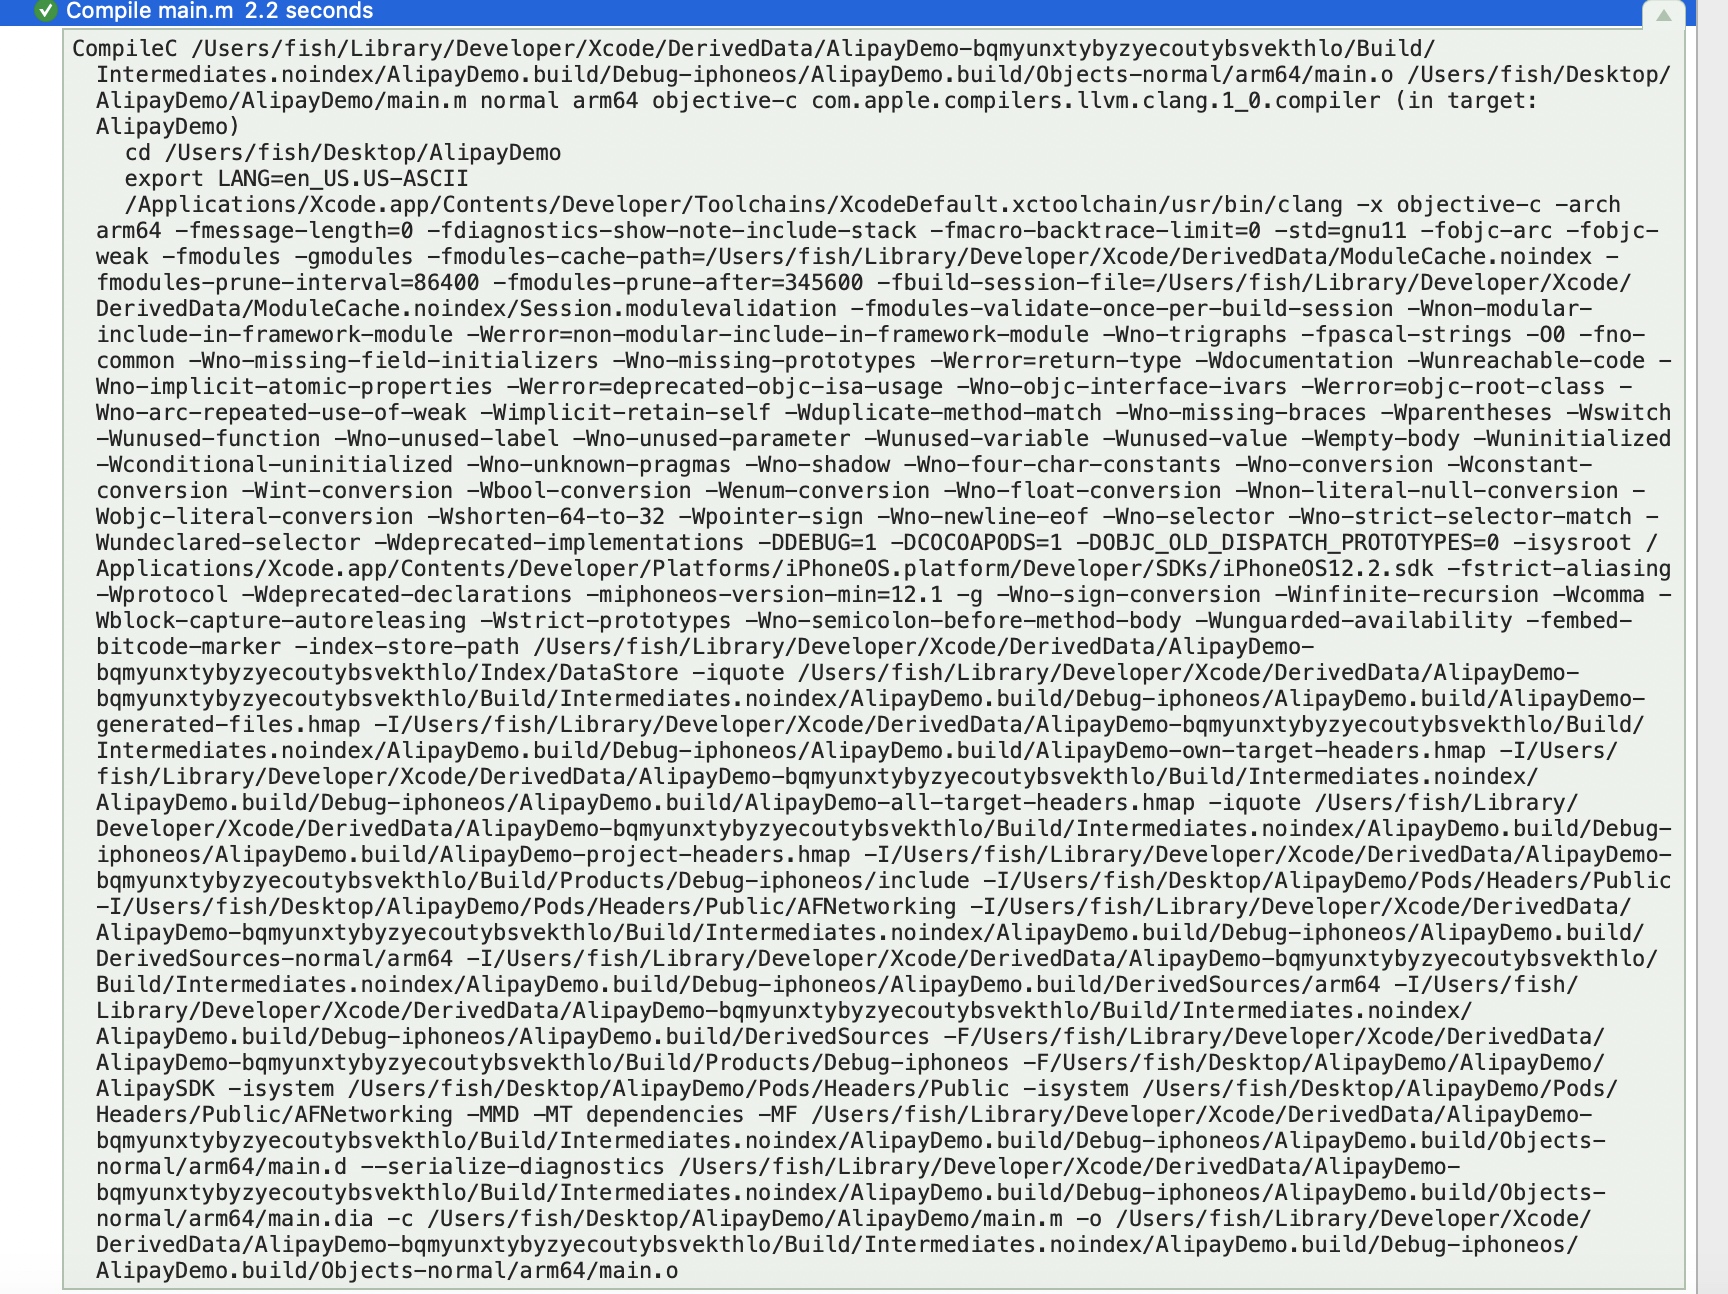 Compile main.m  2.2 seconds
CompileC /Users/fish/Library/Developer/Xcode/DerivedData/AlipayDemo-bqmyunxtybyzyecoutybsvekthlo/Build/
Intermediates.noindex/AlipayDemo.build/Debug-iphoneos/AlipayDemo.build/Objects-normal/arm64/main.o /Users/fish/Desktop/
AlipayDemo/AlipayDemo/main.m normal arm64 objective-c com.apple.compilers.llvm.clang.1_0.compiler (in target:
AlipayDemo)
cd /Users/fish/Desktop/AlipayDemo
export LANG=en_US.US-ASCII
/Applications/Xcode.app/Contents/Developer/Toolchains/XcodeDefault.xctoolchain/usr/bin/clang -x objective-c -arch
arm64 -fmessage-length=0 -fdiagnostics-show-note-include-stack -fmacro-backtrace-limit=0 -std=gnu11 -fobjc-arc -fobjc-
weak -fmodules -gmodules -fmodules-cache-path=/Users/fish/Library/Developer/Xcode/DerivedData/ModuleCache.noindex -
fmodules-prune-interval=86400 -fmodules-prune-after=345600 -fbuild-session-file=/Users/fish/Library/Developer/Xcode/
DerivedData/ModuleCache.noindex/Session.modulevalidation -fmodules-validate-once-per-build-session -Wnon-modular-
include-in-framework-module -Werror=non-modular-include-in-framework-module -Wno-trigraphs -fpascal-strings -O0 -fno-
common -Wno-missing-field-initializers -Wno-missing-prototypes -Werror=return-type -Wdocumentation -Wunreachable-code -
Wno-implicit-atomic-properties -Werror=deprecated-objc-isa-usage -Wno-objc-interface-ivars -Werror=objc-root-class -
Wno-arc-repeated-use-of-weak -Wimplicit-retain-self -Wduplicate-method-match -Wno-missing-braces -Wparentheses -Wswitch
-Wunused-function -Wno-unused-label -Wno-unused-parameter -Wunused-variable -Wunused-value -Wempty-body -Wuninitialized
-Wconditional-uninitialized -Wno-unknown-pragmas -Wno-shadow -Wno-four-char-constants -Wno-conversion -Wconstant-
conversion -Wint-conversion -Wbool-conversion -Wenum-conversion -Wno-float-conversion -Wnon-literal-null-conversion -
Wobjc-literal-conversion -Wshorten-64-to-32 -Wpointer-sign -Wno-newline-eof -Wno-selector -Wno-strict-selector-match -
Wundeclared-selector -Wdeprecated-implementations -DDEBUG=1 -DCOCOAPODS=1 -DOBJC_OLD_DISPATCH_PROTOTYPES=0 -isysroot /
Applications/Xcode.app/Contents/Developer/Platforms/iPhoneOS.platform/Developer/SDKs/iPhoneOS12.2.sdk -fstrict-aliasing
-Wprotocol -Wdeprecated-declarations -miphoneos-version-min=12.1 -g -Wno-sign-conversion -Winfinite-recursion -Wcomma -
Wblock-capture-autoreleasing -Wstrict-prototypes -Wno-semicolon-before-method-body -Wunguarded-availability -fembed-
bitcode-marker -index-store-path /Users/fish/Library/Developer/Xcode/DerivedData/AlipayDemo-
bqmyunxtybyzyecoutybsvekthlo/Index/DataStore -iquote /Users/fish/Library/Developer/Xcode/DerivedData/AlipayDemo-
bqmyunxtybyzyecoutybsvekthlo/Build/Intermediates.noindex/AlipayDemo.build/Debug-iphoneos/AlipayDemo.build/AlipayDemo-
generated-files.hmap -I/Users/fish/Library/Developer/Xcode/DerivedData/AlipayDemo-bqmyunxtybyzyecoutybsvekthlo/Build/
Intermediates.noindex/AlipayDemo.build/Debug-iphoneos/AlipayDemo.build/AlipayDemo-own-target-headers.hmap -I/Users/
fish/Library/Developer/Xcode/DerivedData/AlipayDemo-bqmyunxtybyzyecoutybsvekthlo/Build/Intermediates.noindex/
AlipayDemo.build/Debug-iphoneos/AlipayDemo.build/AlipayDemo-all-target-headers.hmap -iquote /Users/fish/Library/
Developer/Xcode/DerivedData/AlipayDemo-bqmyunxtybyzyecoutybsvekthlo/Build/Intermediates.noindex/AlipayDemo.build/Debug-
iphoneos/AlipayDemo.build/AlipayDemo-project-headers.hmap -I/Users/fish/Library/Developer/Xcode/DerivedData/AlipayDemo-
bqmyunxtybyzyecoutybsvekthlo/Build/Products/Debug-iphoneos/include -I/Users/fish/Desktop/AlipayDemo/Pods/Headers/Public
-I/Users/fish/Desktop/AlipayDemo/Pods/Headers/Public/AFNetworking -I/Users/fish/Library/Developer/Xcode/DerivedData/
AlipayDemo-bqmyunxtybyzyecoutybsvekthlo/Build/Intermediates.noindex/AlipayDemo.build/Debug-iphoneos/AlipayDemo.build/
DerivedSources-normal/arm64 -I/Users/fish/Library/Developer/Xcode/DerivedData/AlipayDemo-bqmyunxtybyzyecoutybsvekthlo/
Build/Intermediates.noindex/AlipayDemo.build/Debug-iphoneos/AlipayDemo.build/DerivedSources/arm64 -I/Users/fish/
Library/Developer/Xcode/DerivedData/AlipayDemo-bqmyunxtybyzyecoutybsvekthlo/Build/Intermediates.noindex/
AlipayDemo.build/Debug-iphoneos/AlipayDemo.build/DerivedSources -F/Users/fish/Library/Developer/Xcode/DerivedData/
AlipayDemo-bqmyunxtybyzyecoutybsvekthlo/Build/Products/Debug-iphoneos -F/Users/fish/Desktop/AlipayDemo/AlipayDemo/
AlipaySDK -isystem /Users/fish/Desktop/AlipayDemo/Pods/Headers/Public -isystem /Users/fish/Desktop/AlipayDemo/Pods/
Headers/Public/AFNetworking -MMD -MT dependencies -MF /Users/fish/Library/Developer/Xcode/DerivedData/AlipayDemo-
bqmyunxtybyzyecoutybsvekthlo/Build/Intermediates.noindex/AlipayDemo.build/Debug-iphoneos/AlipayDemo.build/Objects-
normal/arm64/main.d --serialize-diagnostics /Users/fish/Library/Developer/Xcode/DerivedData/AlipayDemo-
bqmyunxtybyzyecoutybsvekthlo/Build/Intermediates.noindex/AlipayDemo.build/Debug-iphoneos/AlipayDemo.build/Objects-
normal/arm64/main.dia -c /Users/fish/Desktop/AlipayDemo/AlipayDemo/main.m -o /Users/fish/Library/Developer/Xcode/
DerivedData/AlipayDemo-bqmyunxtybyzyecoutybsvekthlo/Build/Intermediates.noindex/AlipayDemo.build/Debug-iphoneos/
AlipayDemo.build/Objects-normal/arm64/main.o